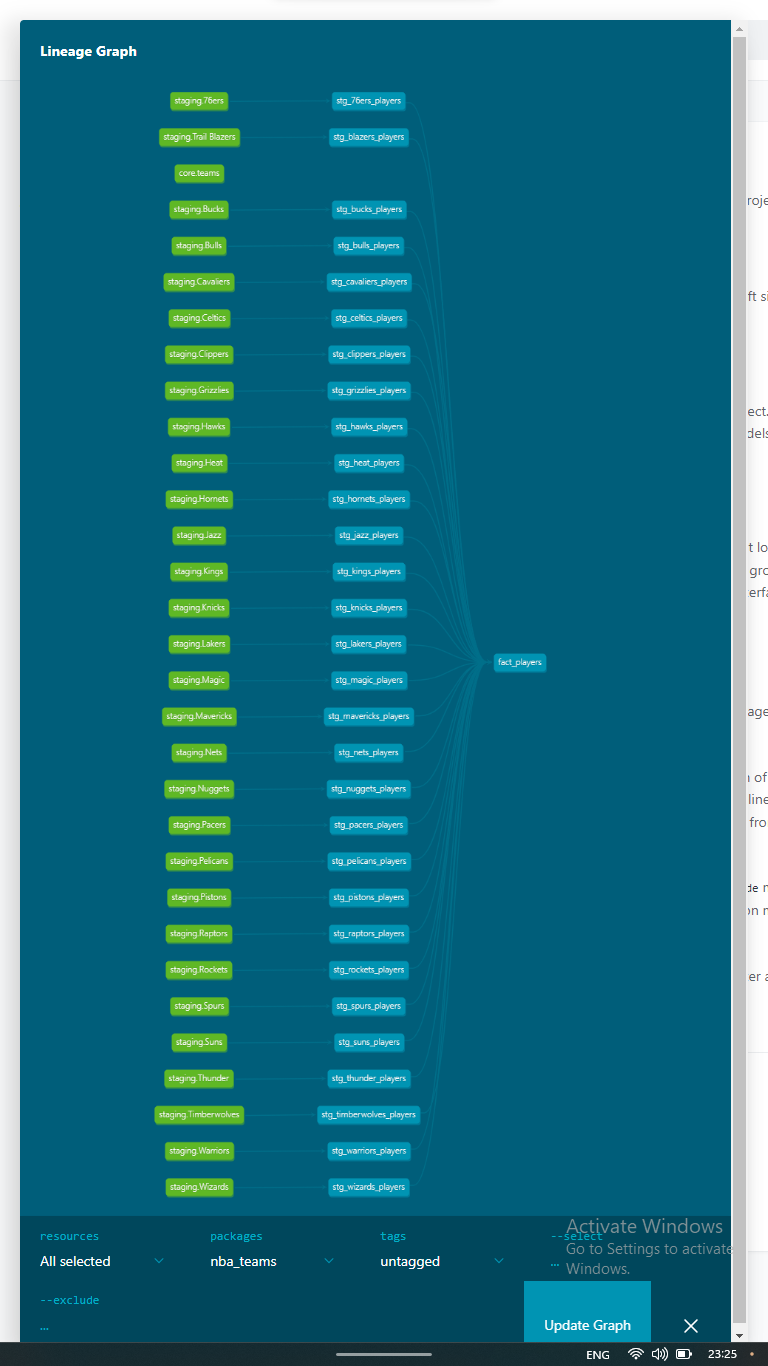 Lineage Graph
staging.76ers stg_76ers_players
staging.Trail Blazers stg_blazers_players
core.teams
staging.Bucks stg_bucks_players
roje
staging.Bulls stg_bulls_players
staging.Cavaliers stg_cavaliers_players
ft si
staging.Celtics stg_celtics_players
staging.Clippers stg_clippers_players
staging.Grizzlies stg_grizzlies_players
ect.
staging.Hawks stg_hawks_players
dels
staging.Heat stg_heat_players
staging.Hornets stg_hornets_players
staging.Jazz stg_jazz_players
t lo
staging.Kings stg_kings_players
gro
erfa
staging.Knicks stg_knicks_players
staging.Lakers stg_lakers_players
fact_players
staging.Magic stg_magic_players
staging.Mavericks stg_mavericks_players
age
staging.Nets stg_nets_players
of
staging.Nuggets stg_nuggets_players
line
staging.Pacers stg_pacers_players
fro
staging.Pelicans stg_pelicans_players
de
staging.Pistons stg_pistons_players
on
staging.Raptors stg_raptors_players
staging.Rockets stg_rockets_players
er a
staging.Spurs stg_spurs_players
staging.Suns stg_suns_players
staging.Thunder stg_thunder_players
staging.Timberwolves stg_timberwolves_players
staging.Warriors stg_warriors_players
staging.Wizards stg_wizards_players
Activate Windows
resources packages tags --select
Go to Settings to activate
All selected nba_teams untagged ...
Windows.
--exclude
...
Update Graph
ENG 23:25